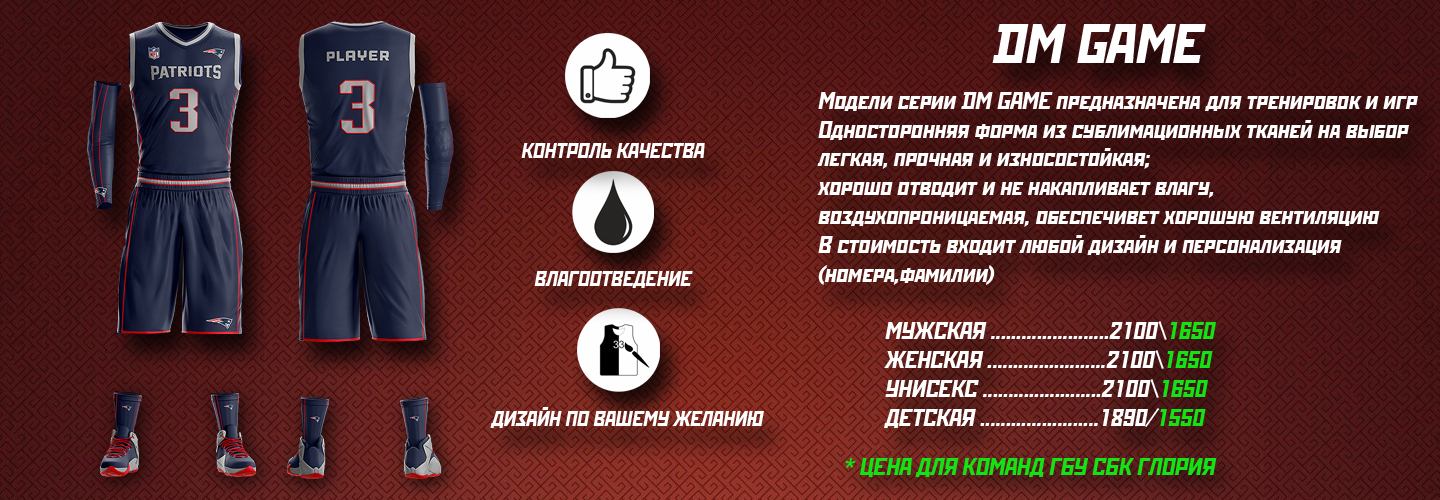 PATRIOTS
3
PLAYER
3
КОНТРОЛЬ КАЧЕСТВА
ВЛАГООТВЕДЕНИЕ
33
ДИЗАЙН ПО ВАШЕМУ ЖЕЛАНИЮ
DM GAME
Модели серии DM GAME предназначена для тренировок и игр
Односторонняя форма из сублимационных тканей на выбор
легкая, прочная и износостойкая;
хорошо отводит и не накапливает влагу,
воздухопроницаемая, обеспечивет хорошую вентиляцию
В стоимость входит любой дизайн и персонализация
(номера,фамилии)
МУЖСКАЯ .......................2100\1650
ЖЕНСКАЯ .......................2100\1650
УНИСЕКС .......................2100\1650
ДЕТСКАЯ .......................1890/1550
* ЦЕНА ДЛЯ КОМАНД ГБУ СБК ГЛОРИЯ